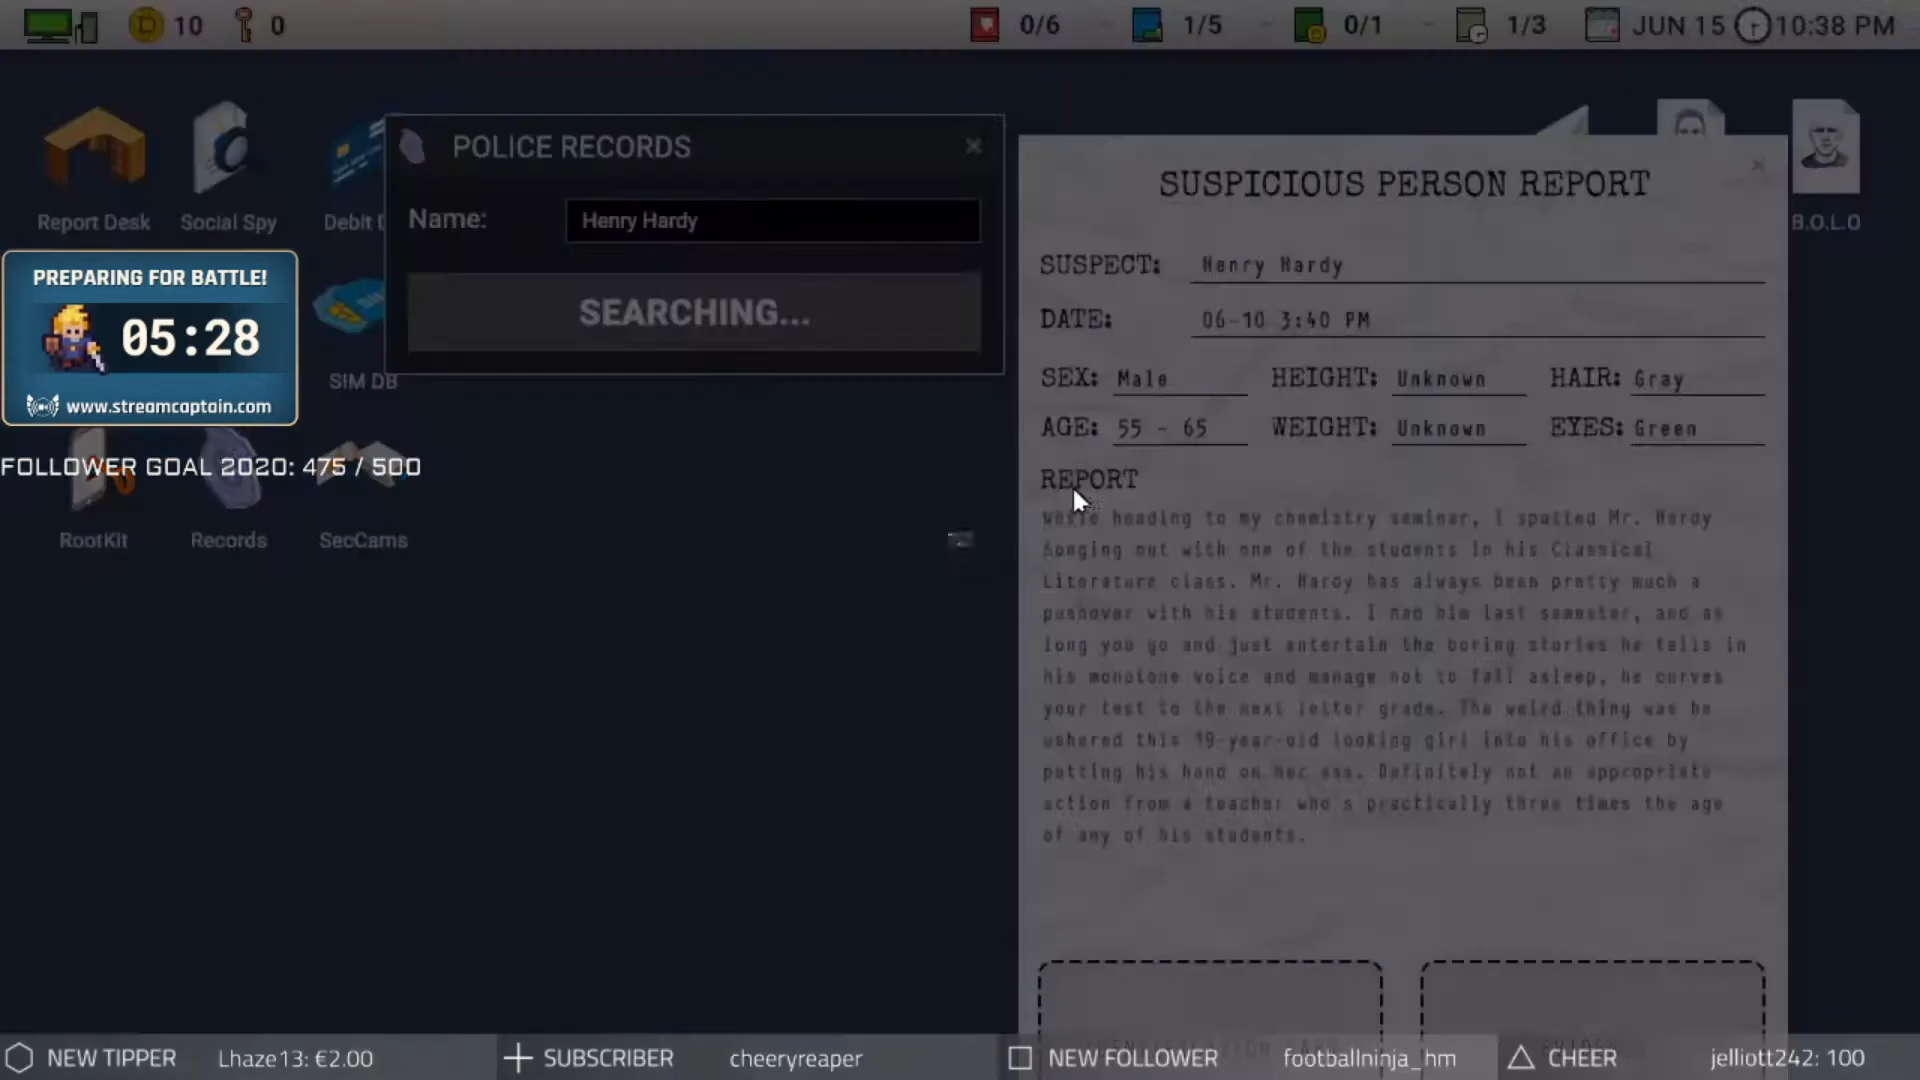 10
0
0/6
1/5
0/1
1/3
JUN 15
10:38 PM
Report Desk
Social Spy
Debit
B.O.L.O
POLICE RECORDS
Name:
Henry Hardy
SEARCHING...
PREPARING FOR BATTLE!
05:28
www.streamcaptain.com
SIM DB
FOLLOWER GOAL 2020: 475 / 500
RootKit
Records
SecCams
SUSPICIOUS PERSON REPORT
SUSPECT: Henry Hardy
DATE: 06-10 3:40 PM
SEX: Male HEIGHT: Unknown HAIR: Gray
AGE: 55 - 65 WEIGHT: Unknown EYES: Green
REPORT
While heading to my chemistry seminar, I spotted Mr. Hardy
hanging out with one of the students in his Classical
Literature class. Mr. Hardy has always been pretty much a
pushover with his students. I had him last semester, and as
long you go and just entertain the boring stories he tells in
his monotone voice and manage not to fall asleep, he curves
your test to the next letter grade. The weird thing was he
ushered this 19-year-old looking girl into his office by
putting his hand on her ass. Definitely not an appropriate
action from a teacher who's practically three times the age
of any of his students.
NEW TIPPER Lhaze13: €2.00
SUBSCRIBER cheeryreaper
NEW FOLLOWER footballninja_hm
CHEER jelliott242: 100